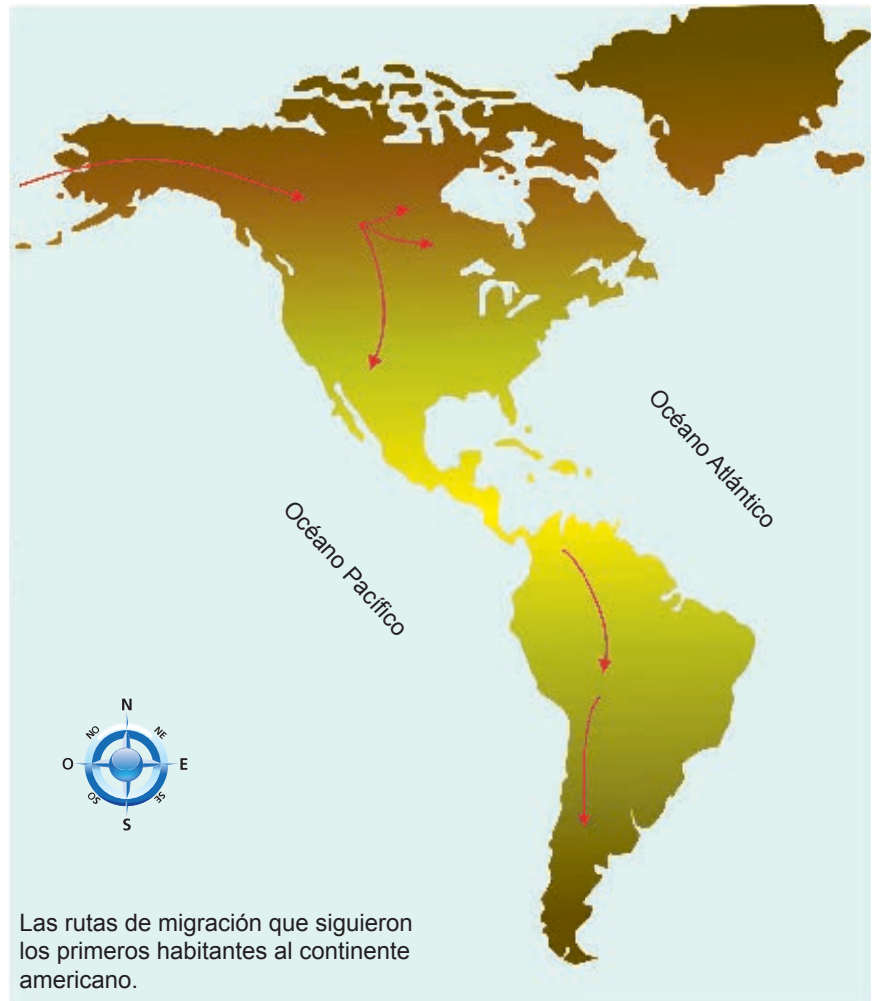 Océano Atlántico
Océano Pacífico
N
NO
NE
O
E
SO
SE
S
Las rutas de migración que siguieron
los primeros habitantes al continente
americano.